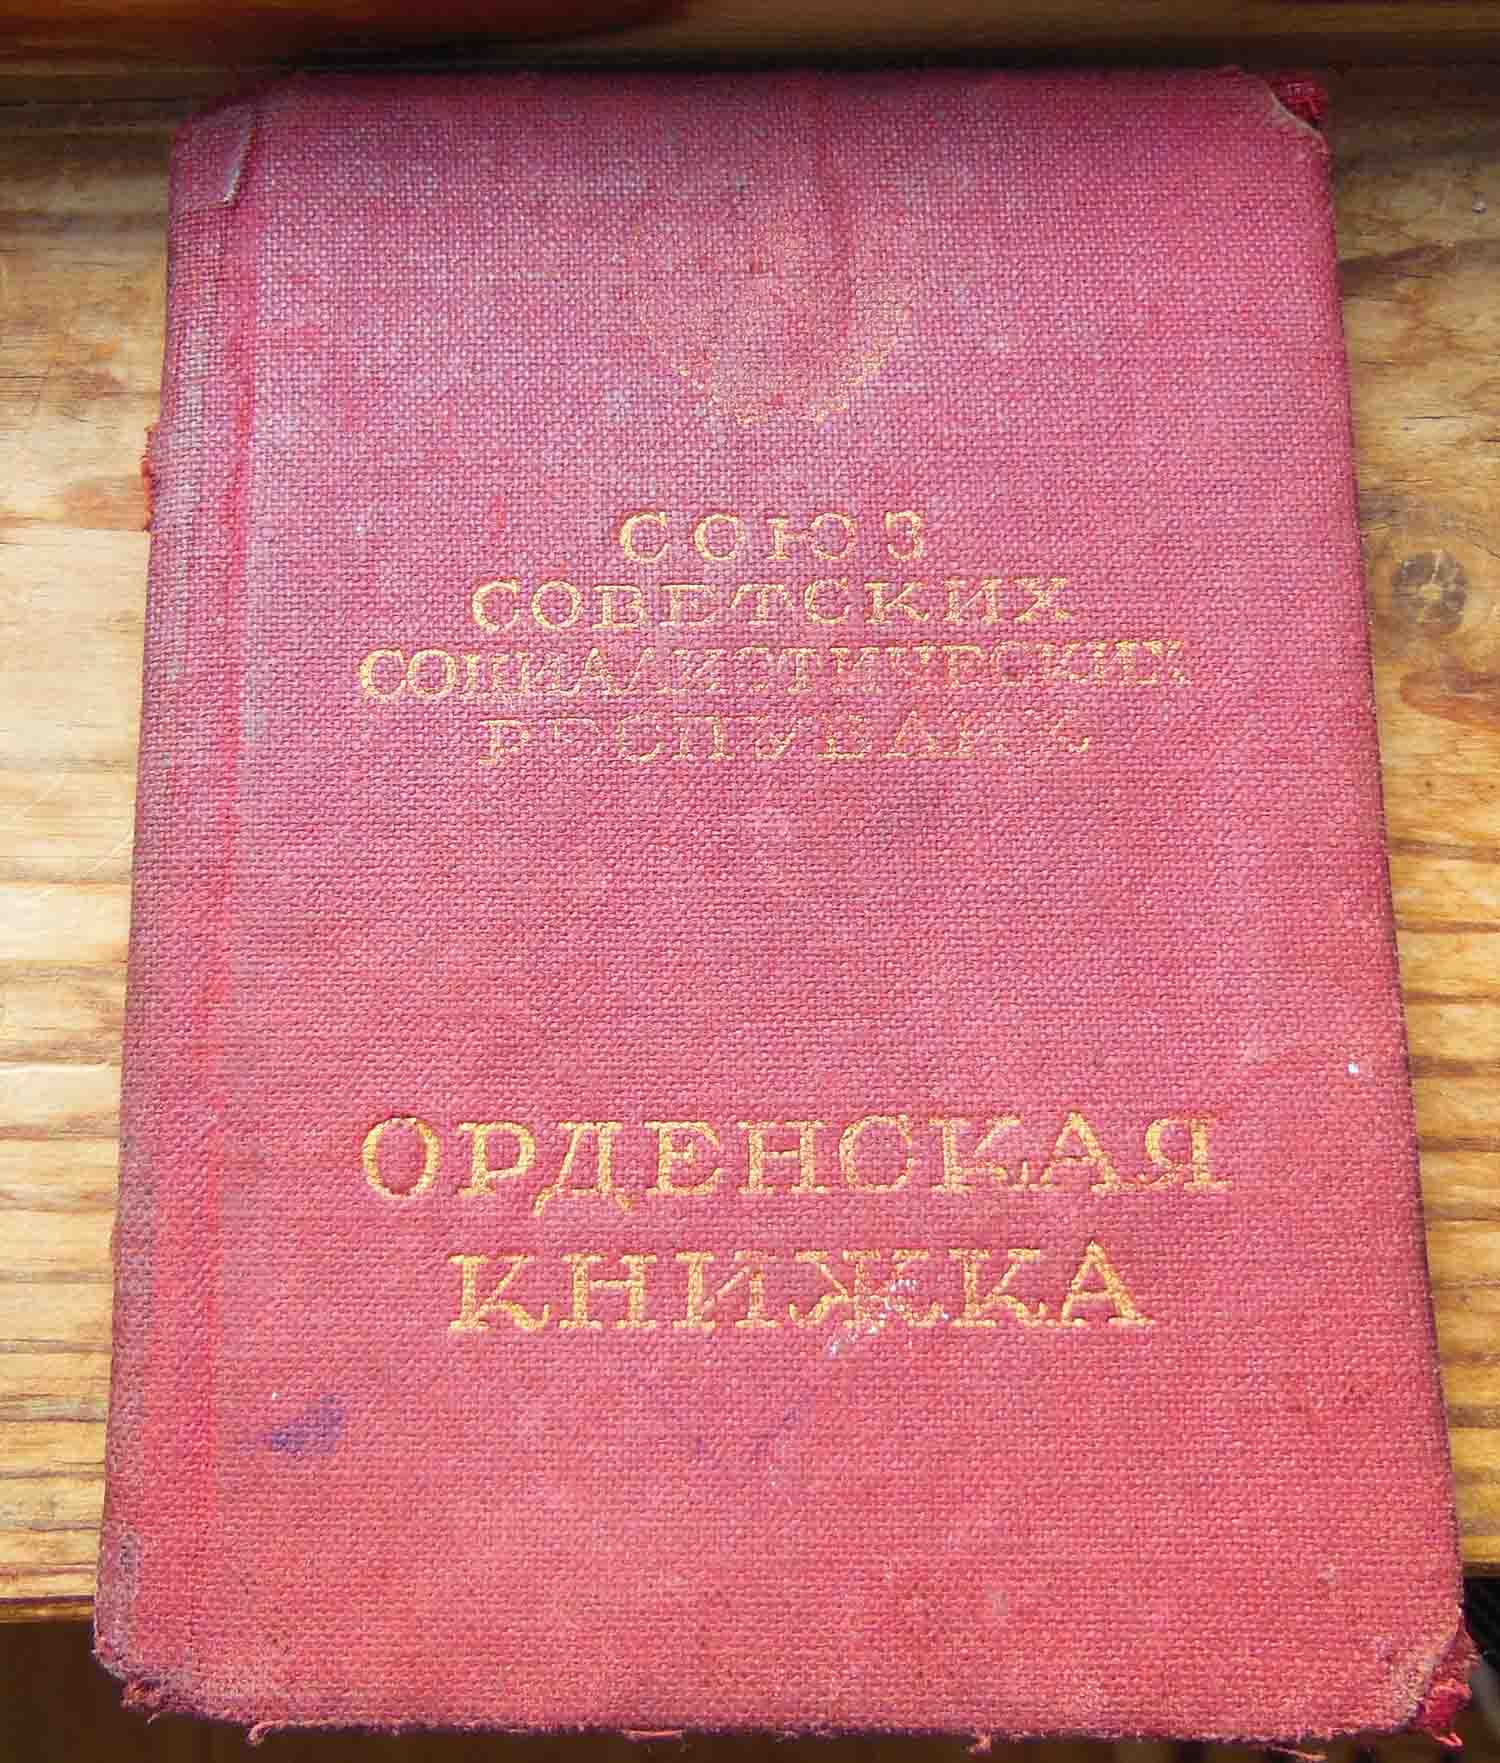 СОЮЗ
СОВЕТСКИХ
СОЦИАЛИСТИЧЕСКИХ
РЕСПУБЛИК
ОРДЕНСКАЯ
КНИЖКА